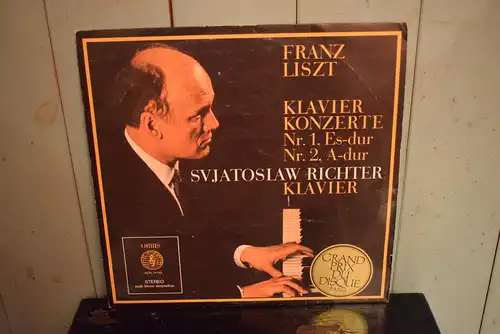 FRANZ
LISZT
KLAVIER
KONZERTE
Nr. 1, Es-dur
Nr. 2, A-dur
SVJATOSLAW RICHTER
KLAVIER
ORBIS
STEREO
GRAND
PRIX
DU
DISQUE
PARIS